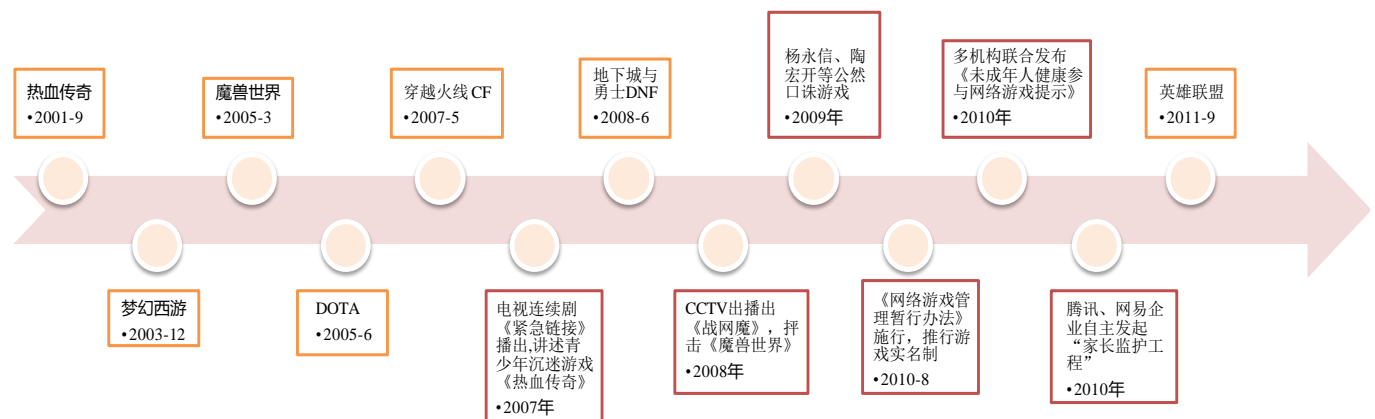 热血传奇
•2001-9
魔兽世界
•2005-3
穿越火线 CF
•2007-5
地下城与
勇士DNF
•2008-6
杨永信、陶
宏开等公然
口诛游戏
•2009年
多机构联合发布
《未成年人健康参
与网络游戏提示》
•2010年
英雄联盟
•2011-9
梦幻西游
•2003-12
DOTA
•2005-6
电视连续剧
《紧急链接》
播出,讲述青
少年沉迷游戏
《热血传奇》
•2007年
CCTV出播出
《战网魔》，抨
击《魔兽世界》
•2008年
《网络游戏管
理暂行办法》
施行，推行游
戏实名制
•2010-8
腾讯、网易企
业自主发起
“家长监护工
程”
•2010年